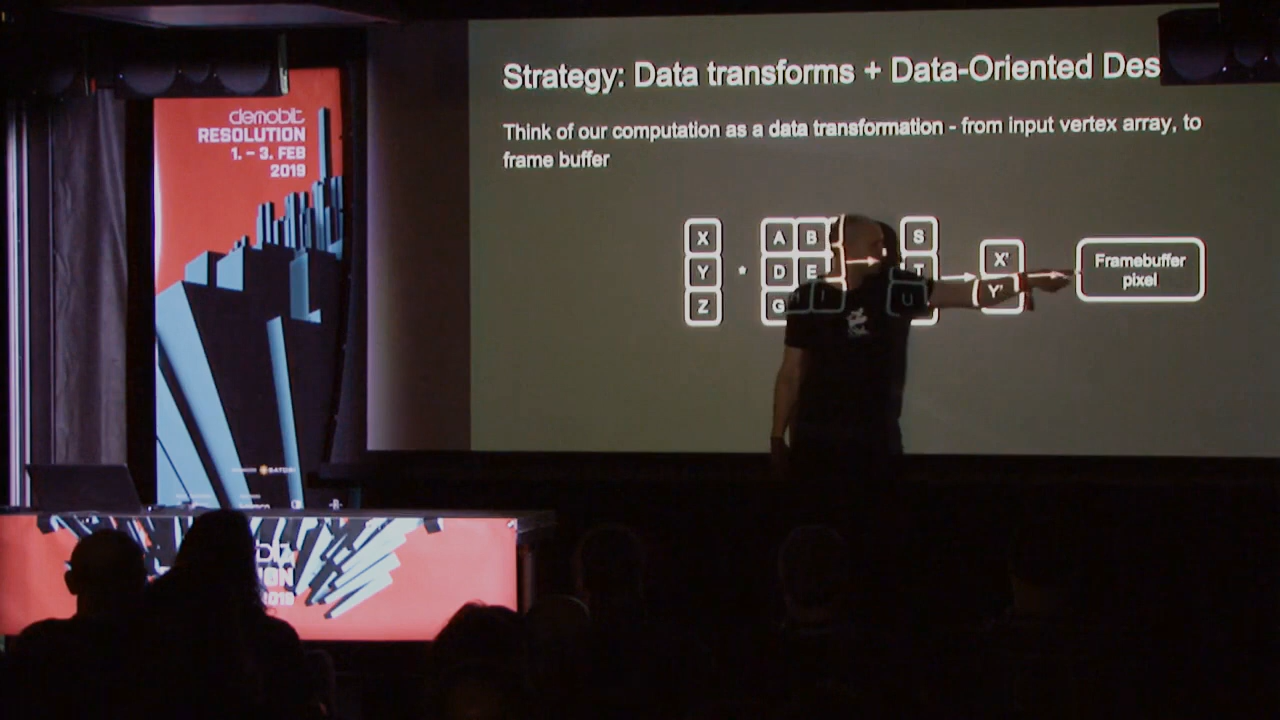 demobit
RESOLUTION
1. – 3. FEB
2019
Strategy: Data transforms + Data-Oriented Des
Think of our computation as a data transformation - from input vertex array, to
frame buffer
X
Y
Z
*
A B
D E
G H I
S
T
U
X'
Y'
Framebuffer
pixel
2019